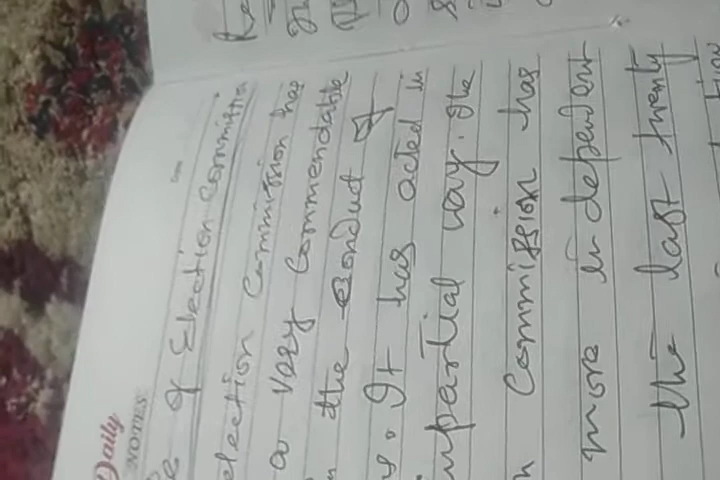 Daily
NOTES
of Election Commission
election Commission has
a very Commendable
the Conduct of
. It has acted in
impartial way. The
Commission has
more independent
the last twenty